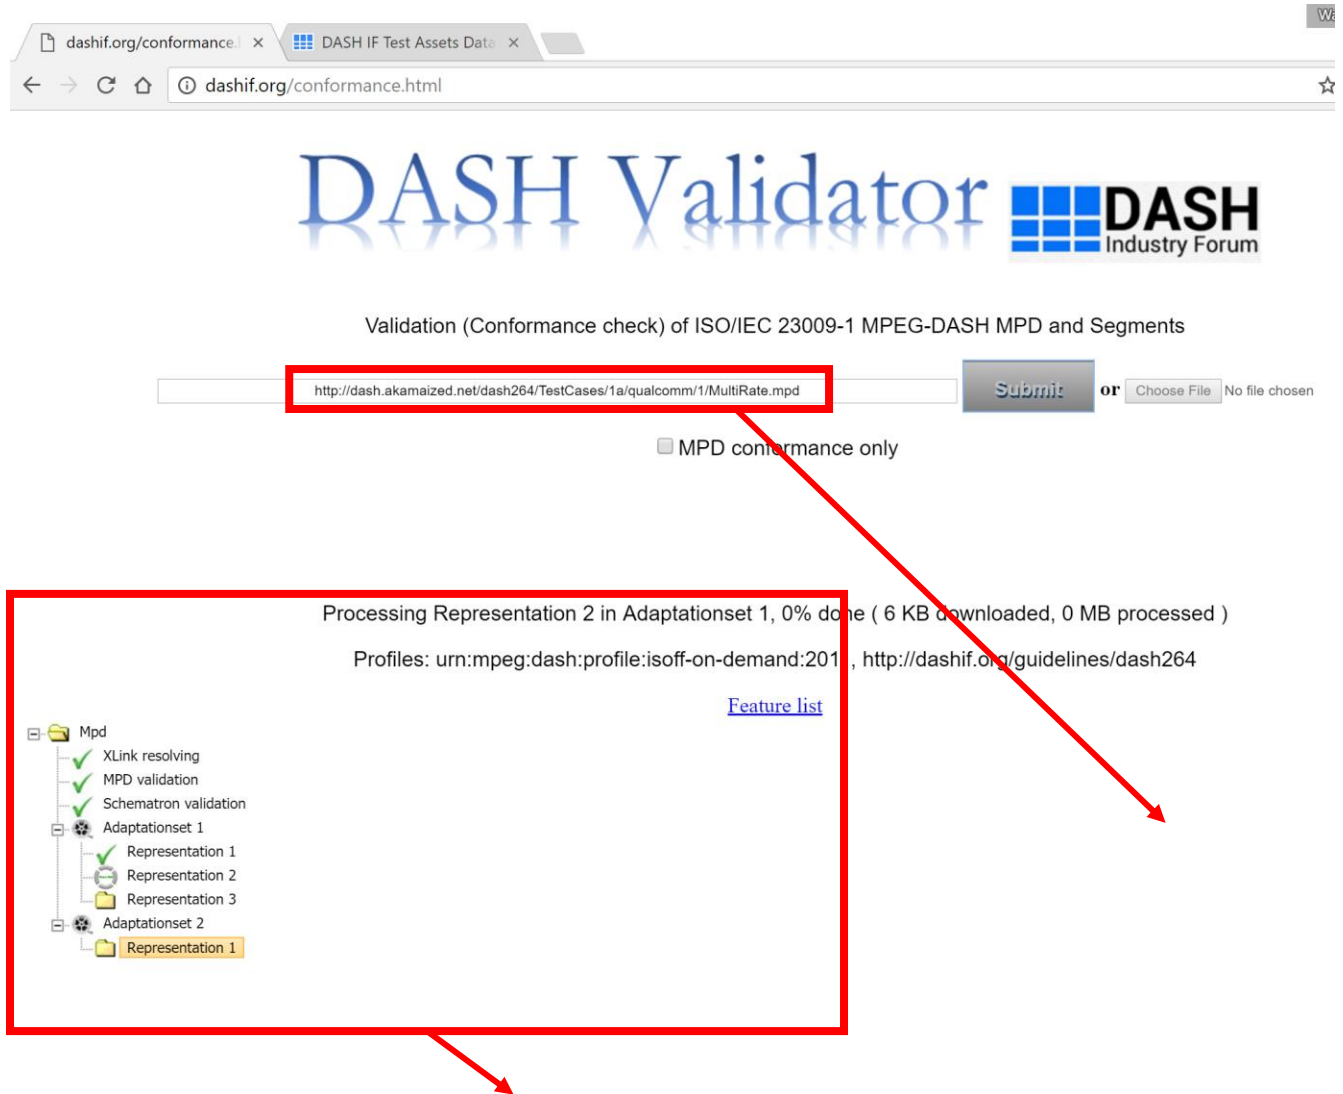 dashif.org/conformance.
DASH IF Test Assets Data
dashif.org/conformance.html
DASH Validator
DASH
Industry Forum
Validation (Conformance check) of ISO/IEC 23009-1 MPEG-DASH MPD and Segments
http://dash.akamaized.net/dash264/TestCases/1a/qualcomm/1/MultiRate.mpd Submit or Choose File No file chosen
MPD conformance only
Processing Representation 2 in Adaptationset 1, 0% done ( 6 KB downloaded, 0 MB processed )
Profiles: urn:mpeg:dash:profile:isoff-on-demand:201 , http://dashif.org/guidelines/dash264
Feature list
Mpd
XLink resolving
MPD validation
Schematron validation
Adaptationset 1
Representation 1
Representation 2
Representation 3
Adaptationset 2
Representation 1